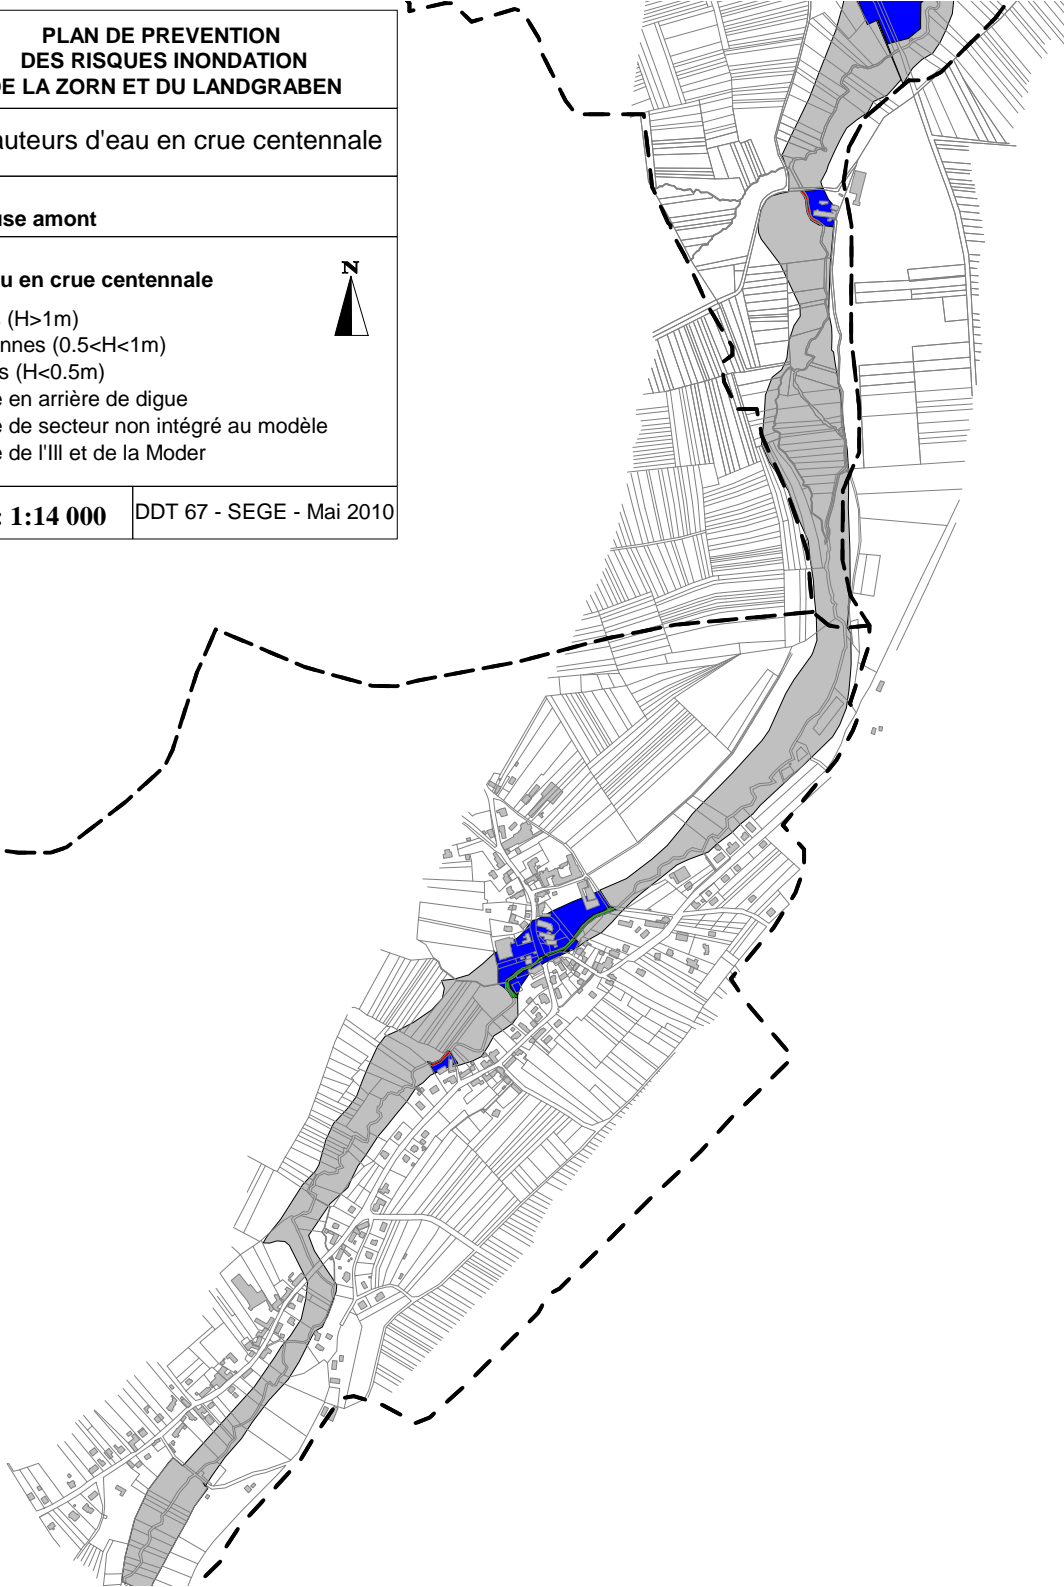 PLAN DE PREVENTION
DES RISQUES INONDATION
DE LA ZORN ET DU LANDGRABEN
auteurs d'eau en crue centennale
amont
en crue centennale
N
(H>1m)
(0.5<H<1m)
(H<0.5m)
en arrière de digue
de secteur non intégré au modèle
de l'Ill et de la Moder
: 1:14 000
DDT 67 - SEGE - Mai 2010